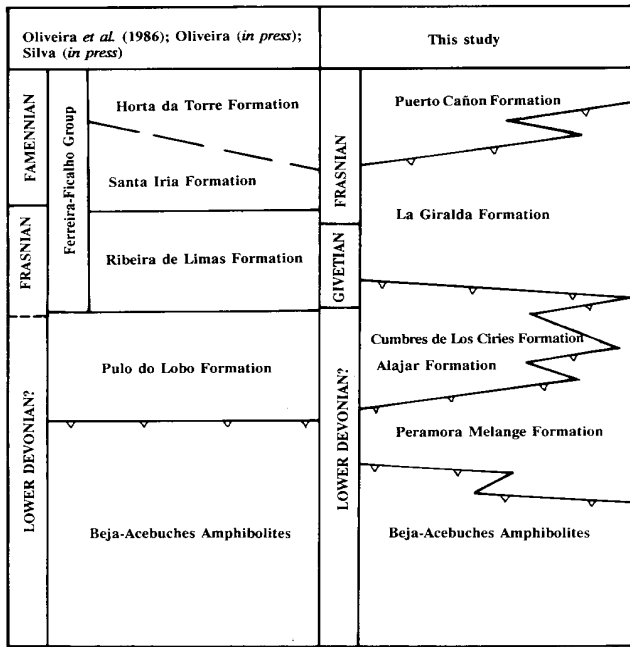 Oliveira et al. (1986); Oliveira (in press);
Silva (in press)
This study
FAMENNIAN
FRASNIAN
LOWER DEVONIAN?
Ferreira-Ficalho Group
Horta da Torre Formation
Santa Iria Formation
Ribeira de Limas Formation
Pulo do Lobo Formation
Beja-Acebuches Amphibolites
FRASNIAN
GIVETIAN
LOWER DEVONIAN?
Puerto Cañon Formation
La Giralda Formation
Cumbres de Los Ciries Formation
Alajar Formation
Peramora Melange Formation
Beja-Acebuches Amphibolites